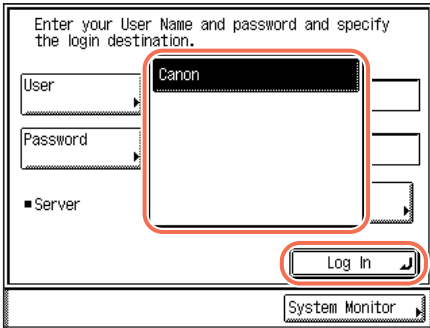 Enter your User Name and password and specify
the login destination.
User
Canon
Password
■Server
Log In
System Monitor